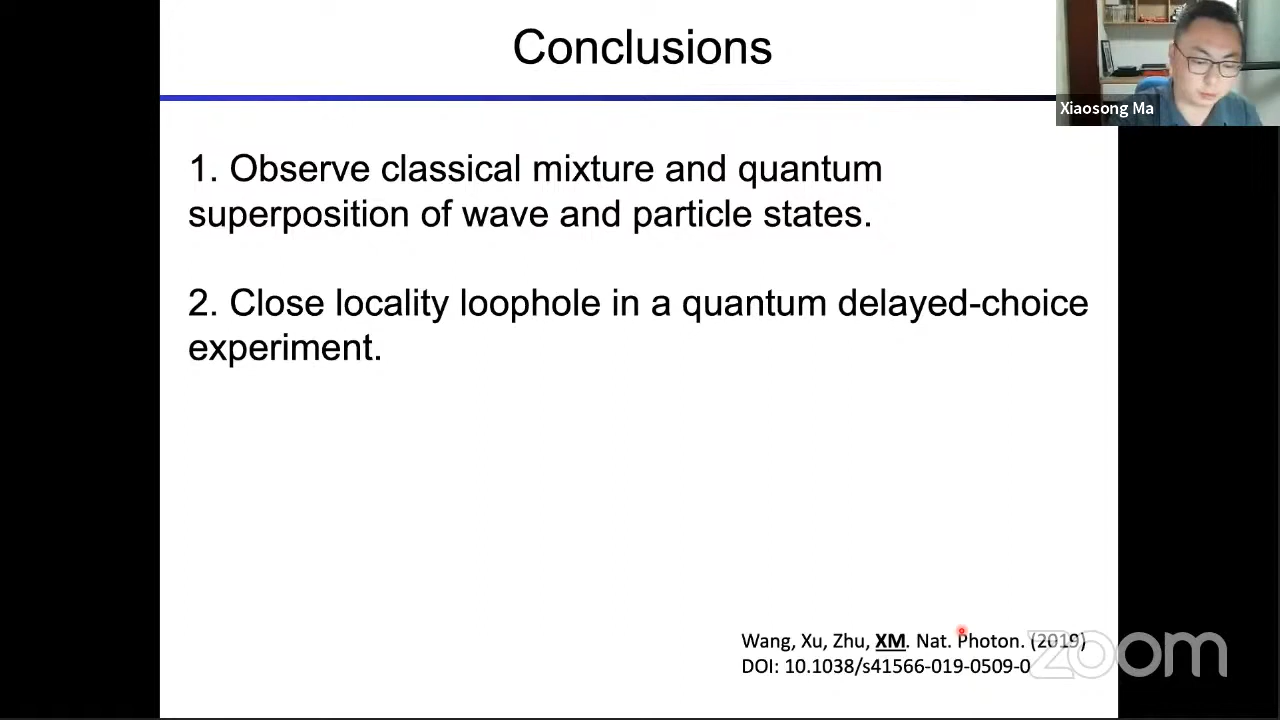 Conclusions
Xiaosong Ma
1. Observe classical mixture and quantum
superposition of wave and particle states.
2. Close locality loophole in a quantum delayed-choice
experiment.
Wang, Xu, Zhu, XM. Nat. Photon. (2019)
DOI: 10.1038/s41566-019-0509-0
zoom